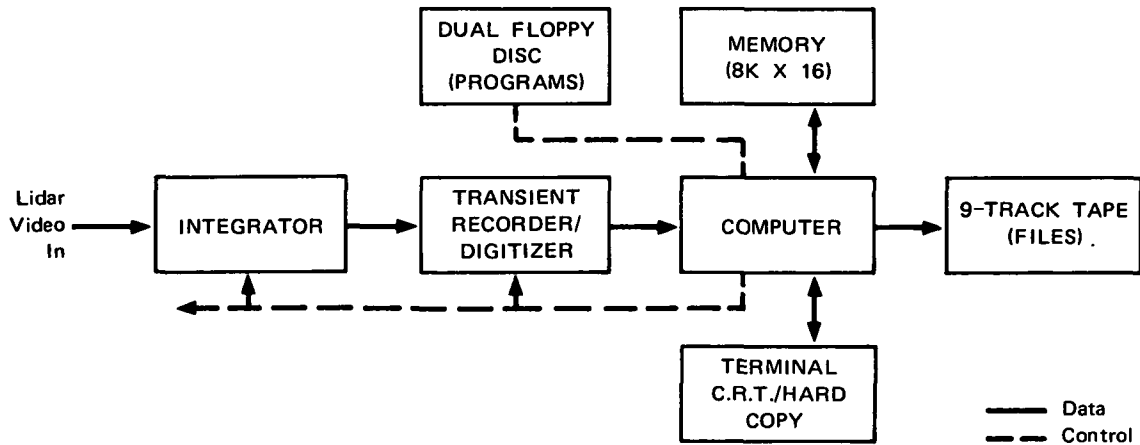 DUAL FLOPPY
DISC
(PROGRAMS)
MEMORY
(8K X 16)
Lidar
Video
In
INTEGRATOR
TRANSIENT
RECORDER/
DIGITIZER
COMPUTER
9-TRACK TAPE
(FILES).
TERMINAL
C.R.T./HARD
COPY
Data
Control